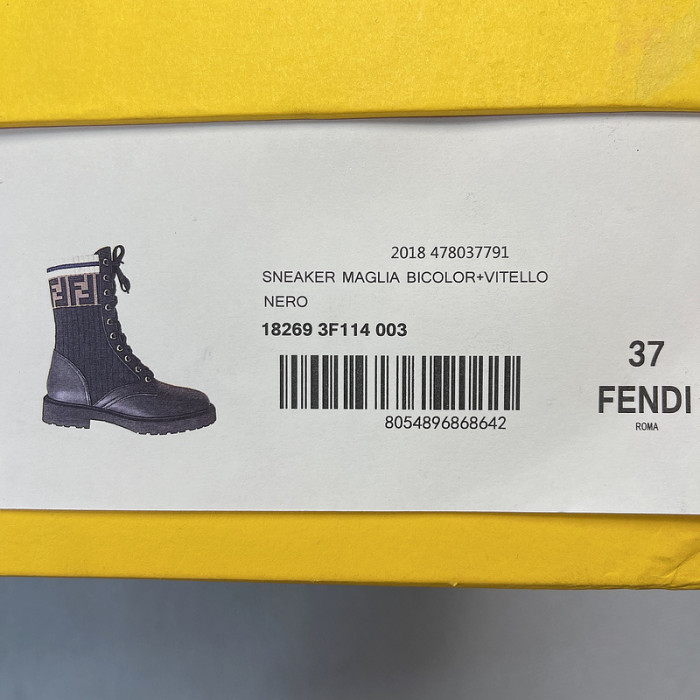 2018 478037791
SNEAKER MAGLIA BICOLOR+VITELLO
NERO
18269 3F114 003
8054896868642
37
FENDI
ROMA